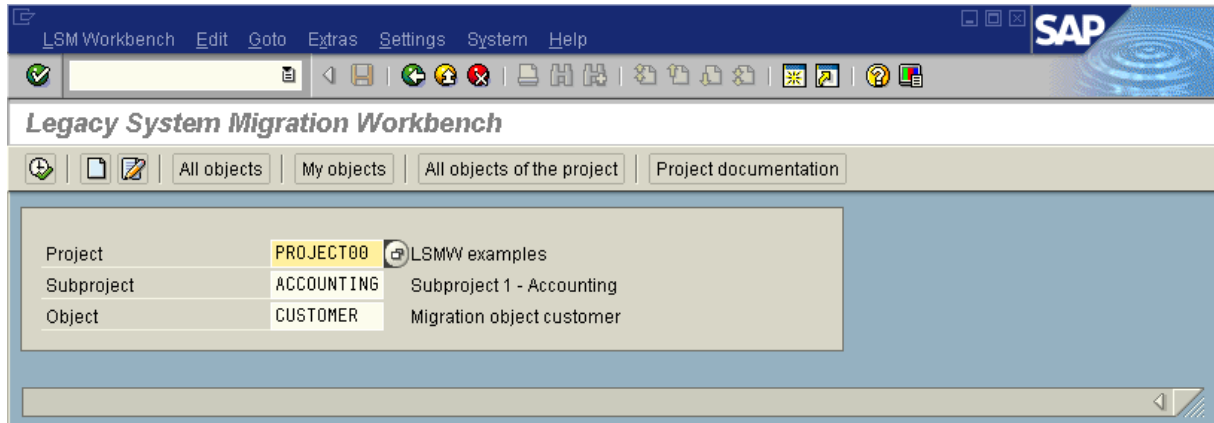 LSM Workbench Edit Goto Extras Settings System Help
SAP
Legacy System Migration Workbench
All objects My objects All objects of the project Project documentation
Project PROJECT00 LSMW examples
Subproject ACCOUNTING Subproject 1 - Accounting
Object CUSTOMER Migration object customer